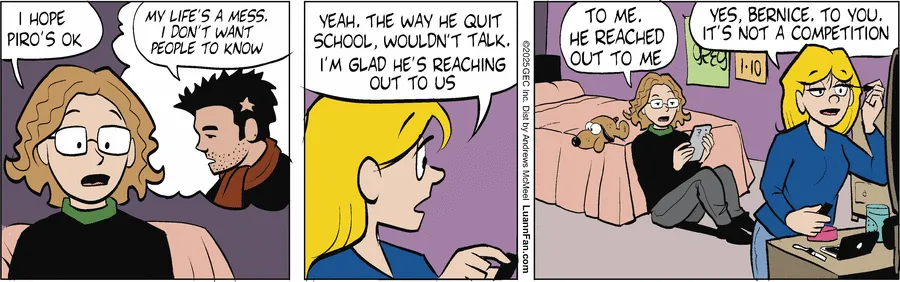 I HOPE
PIRO'S OK
MY LIFE'S A MESS.
I DON'T WANT
PEOPLE TO KNOW
YEAH. THE WAY HE QUIT
SCHOOL, WOULDN'T TALK.
I'M GLAD HE'S REACHING
OUT TO US
©2025 GEC Inc. Dist by Andrews McMeel LuannFan.com
TO ME.
HE REACHED
OUT TO ME
1·10
YES, BERNICE. TO YOU.
IT'S NOT A COMPETITION